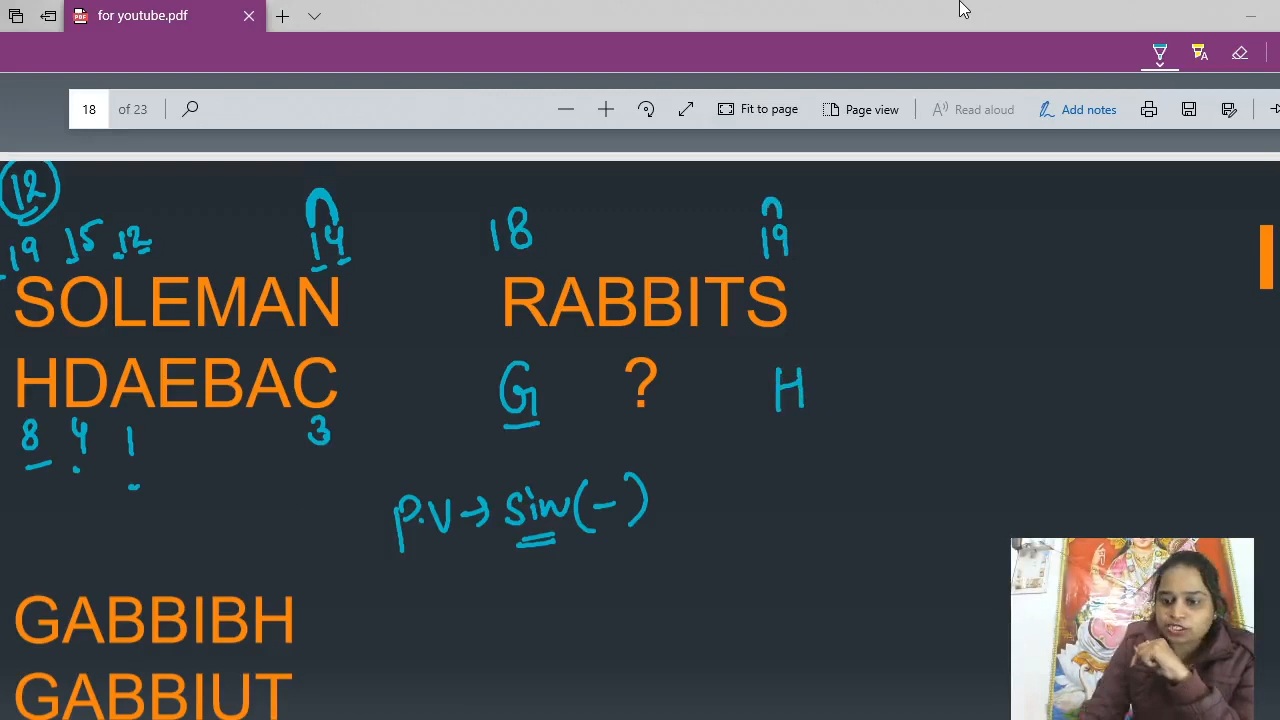 for youtube.pdf
18 of 23 Fit to page Page view Read aloud Add notes
12
19 15 12 14 18 19
SOLEMAN RABBITS
HDAEBAC G ? H
8 4 1 3
P.V → sin (-)
GABBIBH
GABBIUT